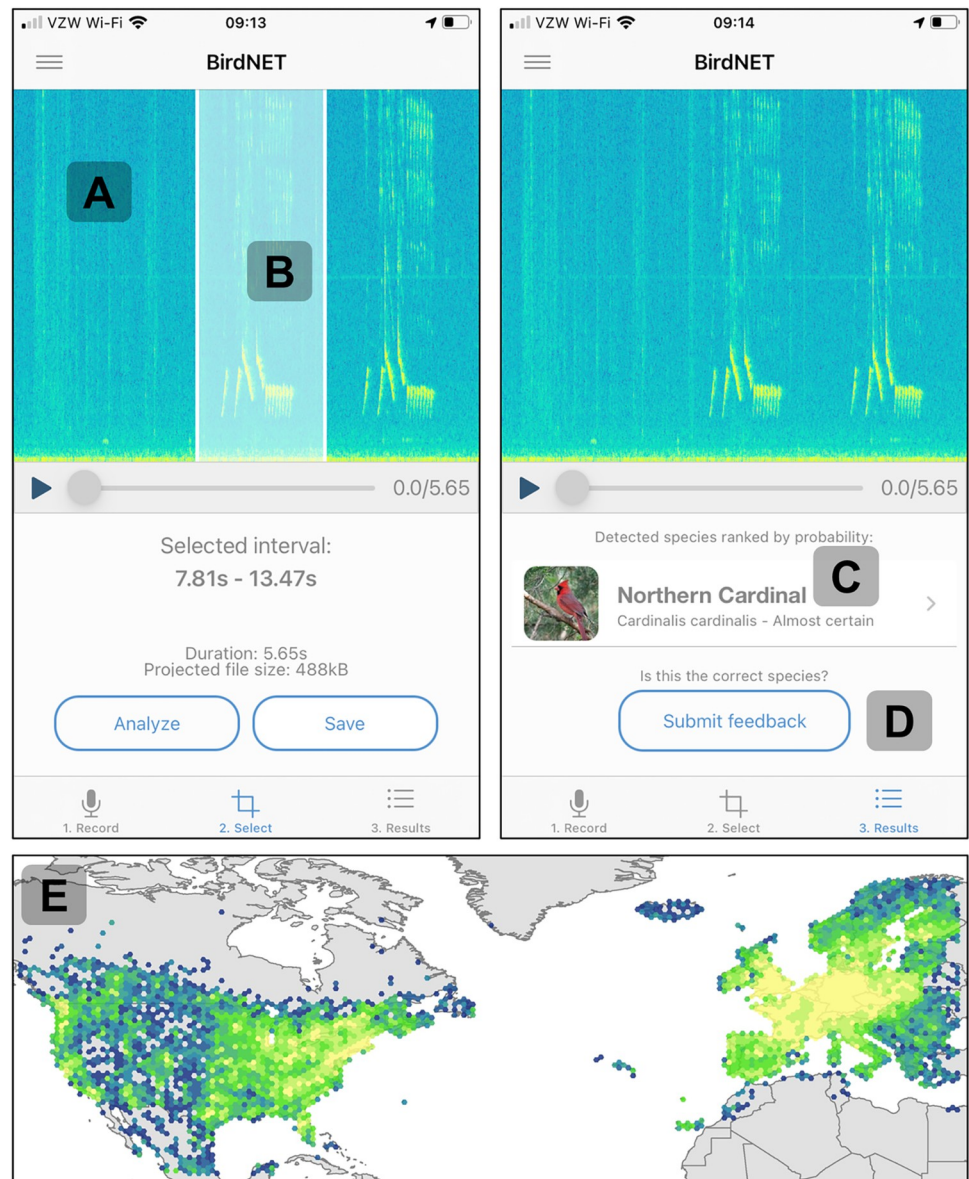 VZW Wi-Fi 09:13
BirdNET
A
B
0.0/5.65
Selected interval:
7.81s - 13.47s
Duration: 5.65s
Projected file size: 488kB
Analyze Save
1. Record 2. Select 3. Results
VZW Wi-Fi 09:14
BirdNET
0.0/5.65
Detected species ranked by probability:
C
Northern Cardinal
Cardinalis cardinalis - Almost certain
Is this the correct species?
Submit feedback
D
1. Record 2. Select 3. Results
E